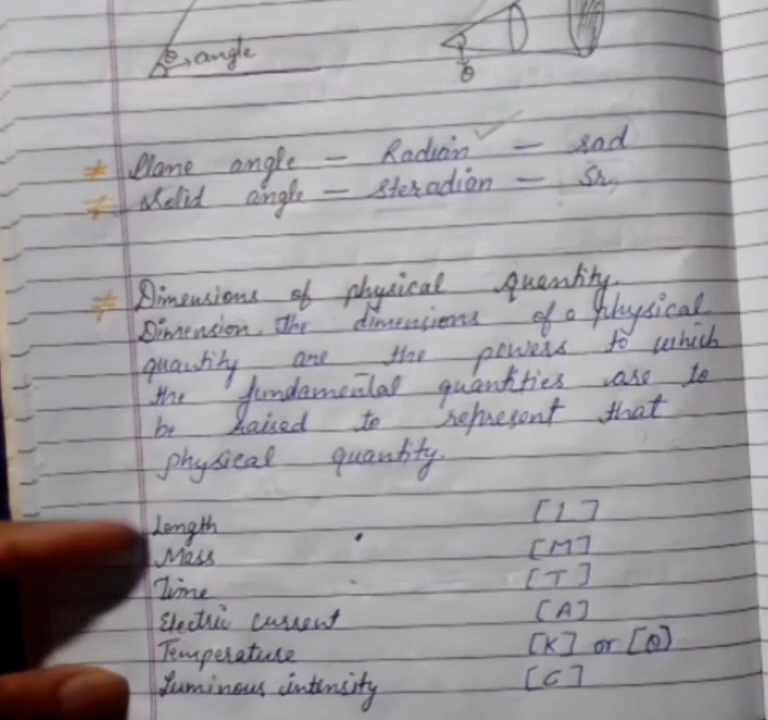 θ → angle
θ
≠ Plane angle — Radian — rad
≠ Solid angle — steradian — Sr
≠ Dimensions of physical quantity.
Dimension. The dimensions of a physical
quantity are the powers to which
the fundamental quantities are to
be raised to represent that
physical quantity.
Length [L]
Mass [M]
Time [T]
Electric current [A]
Temperature [K] or [θ]
Luminous intensity [C]